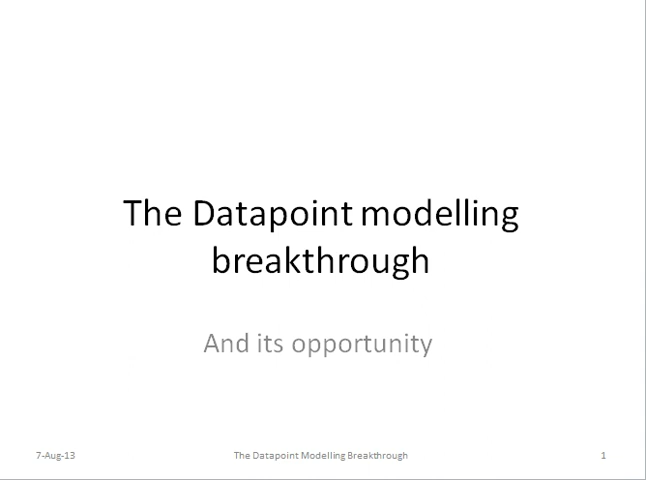 The Datapoint modelling
breakthrough
And its opportunity
7-Aug-13
The Datapoint Modelling Breakthrough
1